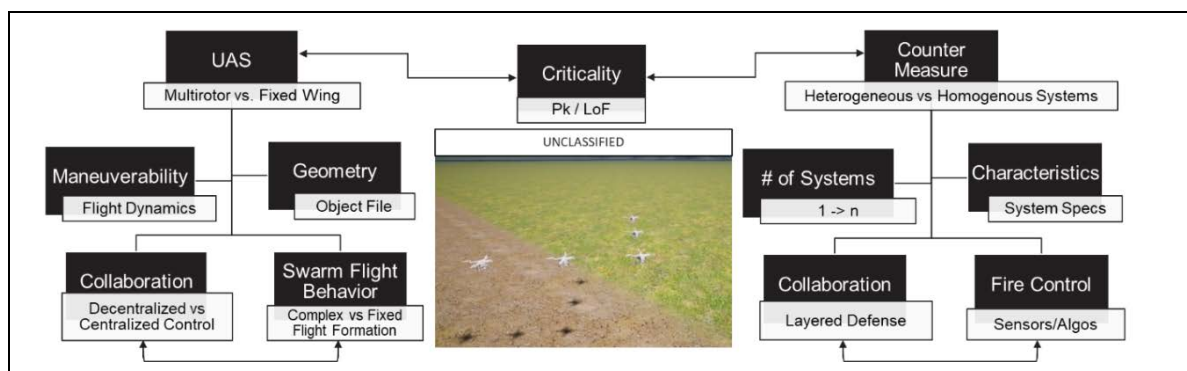 UAS
Multirotor vs. Fixed Wing
Criticality
Pk / LoF
Counter
Measure
Heterogeneous vs Homogenous Systems
UNCLASSIFIED
Maneuverability
Flight Dynamics
Geometry
Object File
# of Systems
1 -> n
Characteristics
System Specs
Collaboration
Decentralized vs
Centralized Control
Swarm Flight
Behavior
Complex vs Fixed
Flight Formation
Collaboration
Layered Defense
Fire Control
Sensors/Algos